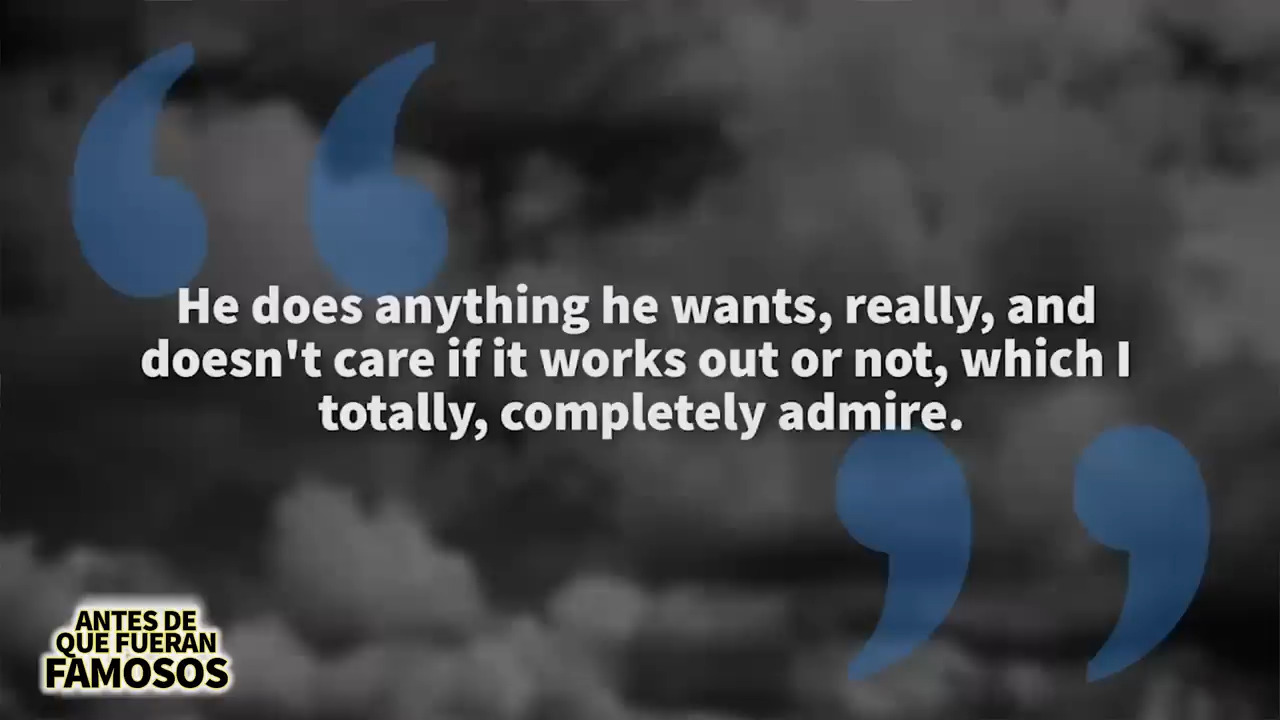 He does anything he wants, really, and
doesn't care if it works out or not, which I
totally, completely admire.
ANTES DE
QUE FUERAN
FAMOSOS